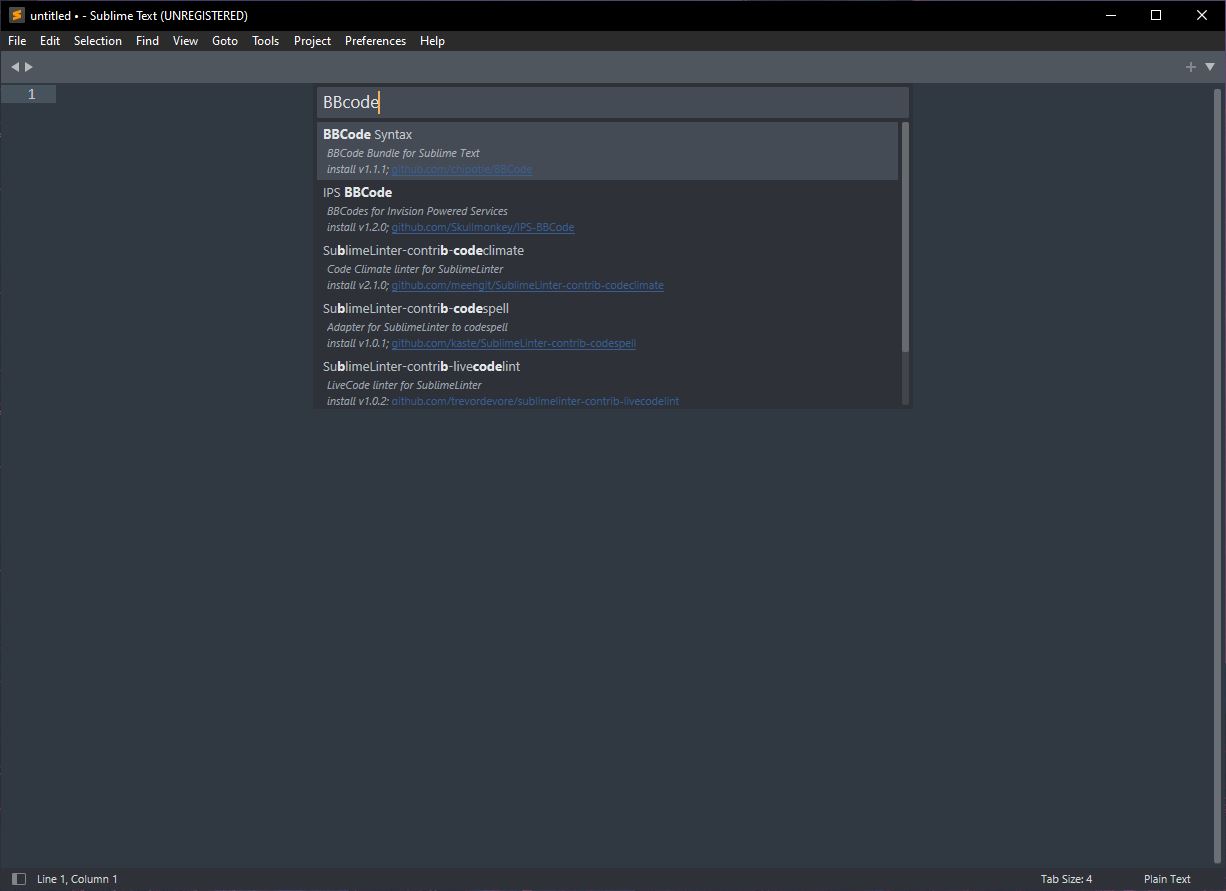 untitled • - Sublime Text (UNREGISTERED)
File Edit Selection Find View Goto Tools Project Preferences Help
1
BBcode
BBCode Syntax
BBCode Bundle for Sublime Text
install v1.1.1; github.com/chipotle/BBCode
IPS BBCode
BBCodes for Invision Powered Services
install v1.2.0; github.com/Skullmonkey/IPS-BBCode
SublimeLinter-contrib-codeclimate
Code Climate linter for SublimeLinter
install v2.1.0; github.com/meengit/SublimeLinter-contrib-codeclimate
SublimeLinter-contrib-codespell
Adapter for SublimeLinter to codespell
install v1.0.1; github.com/kaste/SublimeLinter-contrib-codespell
SublimeLinter-contrib-livecodelint
LiveCode linter for SublimeLinter
install v1.0.2; github.com/trevordevore/sublimelinter-contrib-livecodelint
Line 1, Column 1
Tab Size: 4
Plain Text